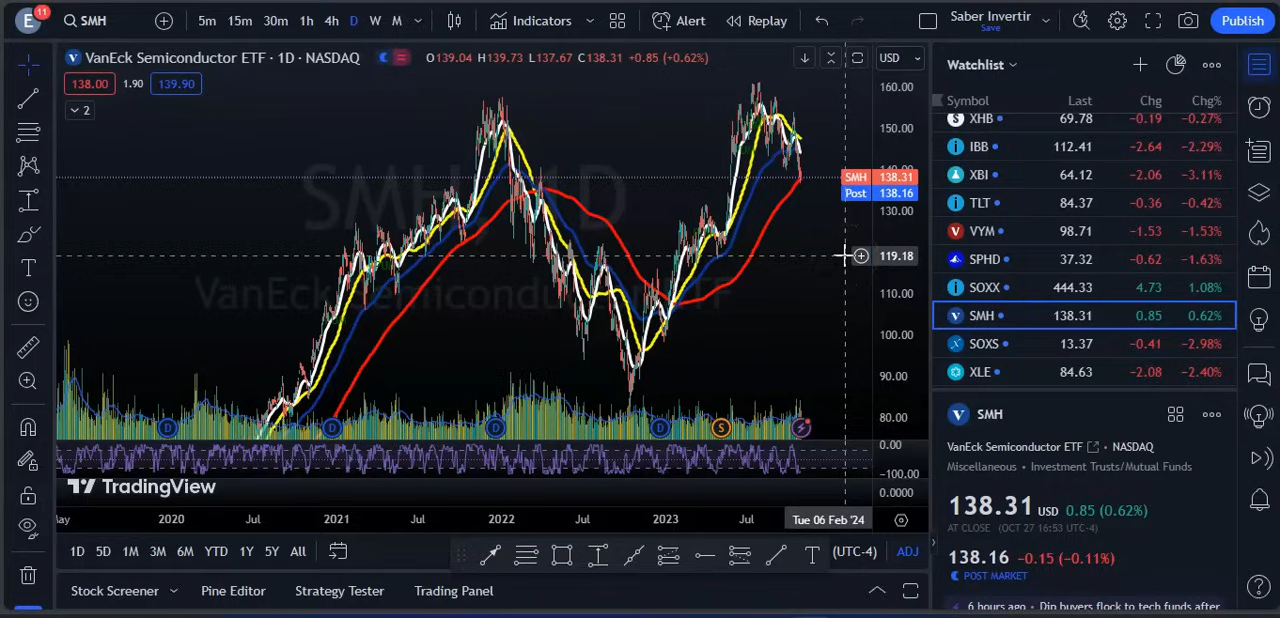 E
11
SMH
5m 15m 30m 1h 4h D W M
Indicators
Alert
Replay
Saber Invertir
Save
Publish
V VanEck Semiconductor ETF · 1D · NASDAQ
O139.04 H139.73 L137.67 C138.31 +0.85 (+0.62%)
USD
138.00 1.90 139.90
2
SMH, 1D
VanEck Semiconductor ETF
160.00
150.00
140.00
SMH 138.31
Post 138.16
130.00
119.18
110.00
100.00
90.00
80.00
D D D D S
0.00
−100.00
0.0000
TradingView
May 2020 Jul 2021 Jul 2022 Jul 2023 Jul Tue 06 Feb '24
1D 5D 1M 3M 6M YTD 1Y 5Y All
T
(UTC-4) ADJ
Stock Screener Pine Editor Strategy Tester Trading Panel
Watchlist
Symbol Last Chg Chg%
XHB 69.78 −0.19 −0.27%
IBB 112.41 −2.64 −2.29%
XBI 64.12 −2.06 −3.11%
TLT 84.37 −0.36 −0.42%
VYM 98.71 −1.53 −1.53%
SPHD 37.32 −0.62 −1.63%
SOXX 444.33 4.73 1.08%
SMH 138.31 0.85 0.62%
SOXS 13.37 −0.41 −2.98%
XLE 84.63 −2.08 −2.40%
V SMH
VanEck Semiconductor ETF · NASDAQ
Miscellaneous · Investment Trusts/Mutual Funds
138.31 USD 0.85 (0.62%)
AT CLOSE (OCT 27 16:53 UTC-4)
138.16 −0.15 (−0.11%)
POST MARKET
6 hours ago · Dip buyers flock to tech funds after